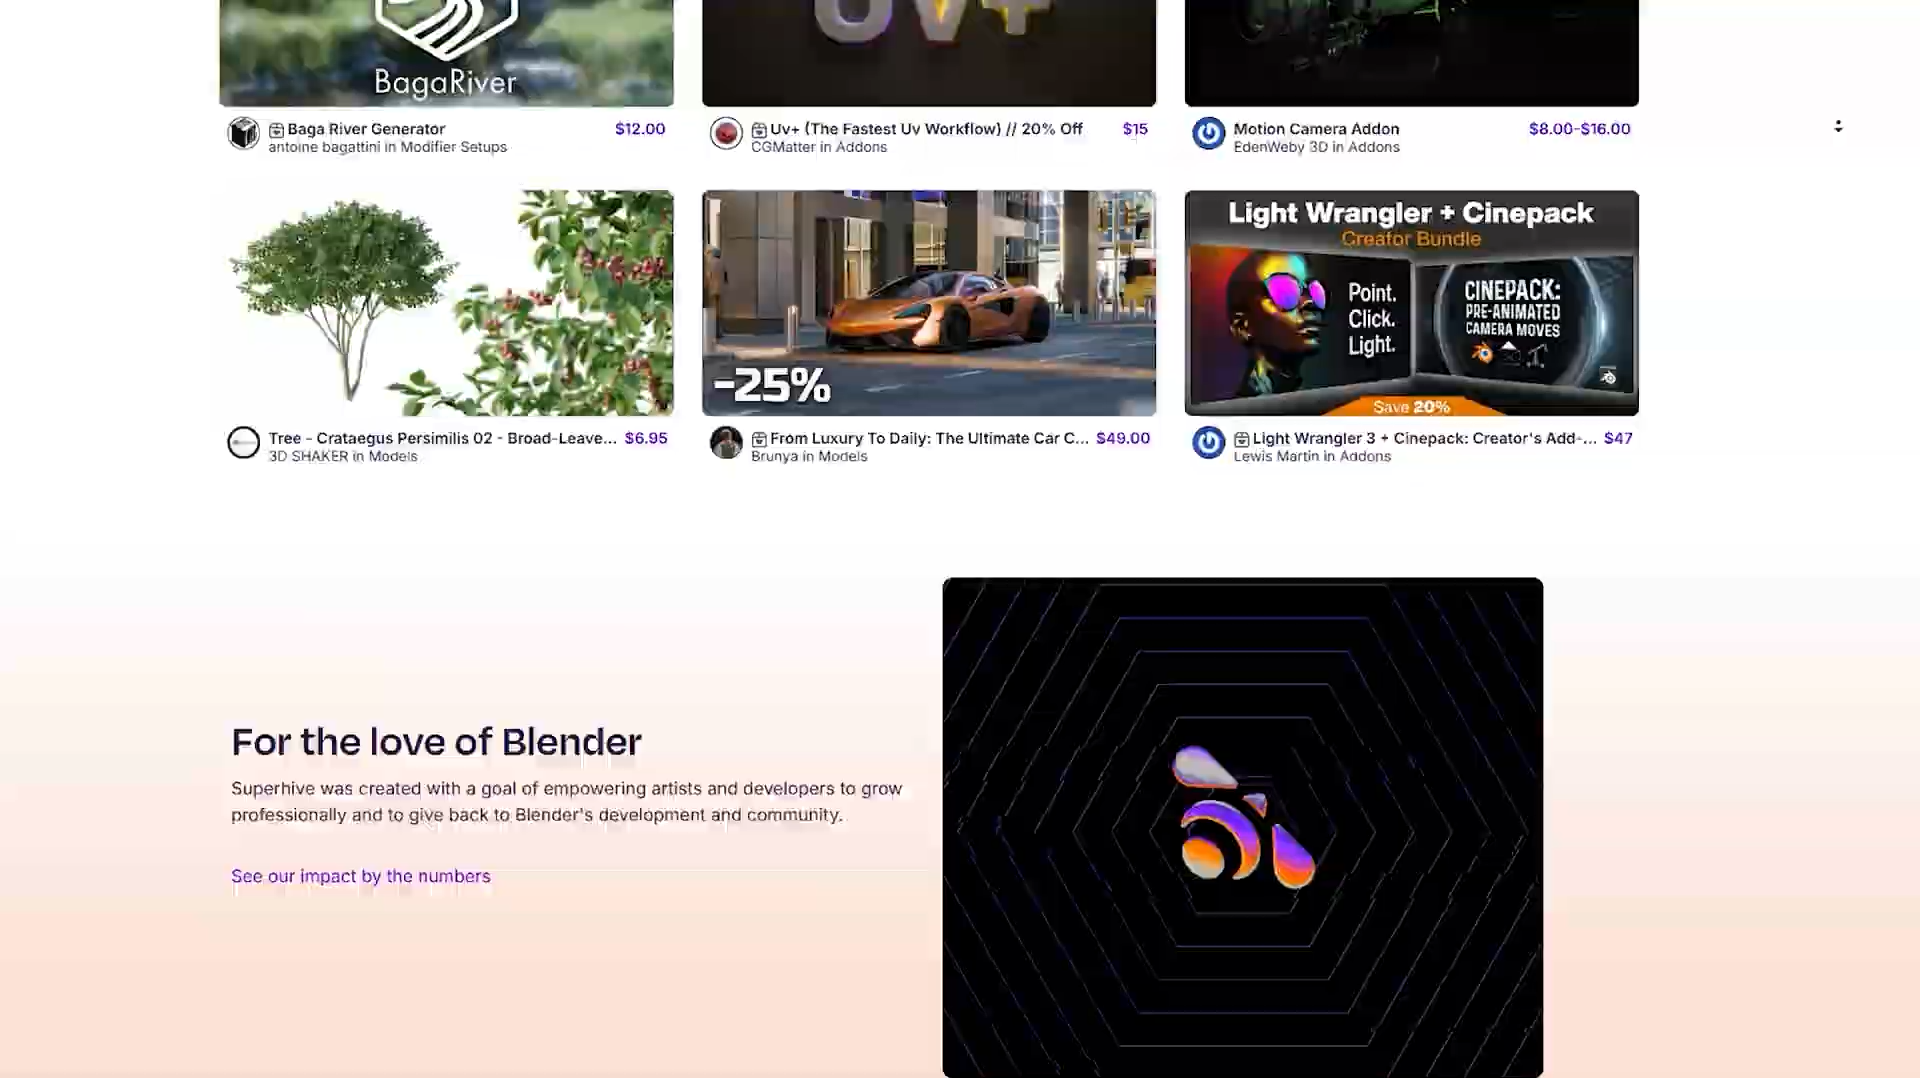 UV+
BagaRiver
Baga River Generator
$12.00
antoine bagattini in Modifier Setups
Uv+ (The Fastest Uv Workflow) // 20% Off
$15
CGMatter in Addons
Motion Camera Addon
$8.00-$16.00
EdenWeby 3D in Addons
-25%
Light Wrangler + Cinepack
Creator Bundle
Point.
Click.
Light.
CINEPACK:
PRE-ANIMATED
CAMERA MOVES
Save 20%
Tree - Crataegus Persimilis 02 - Broad-Leave...
$6.95
3D SHAKER in Models
From Luxury To Daily: The Ultimate Car C...
$49.00
Brunya in Models
Light Wrangler 3 + Cinepack: Creator's Add-...
$47
Lewis Martin in Addons
For the love of Blender
Superhive was created with a goal of empowering artists and developers to grow
professionally and to give back to Blender's development and community.
See our impact by the numbers